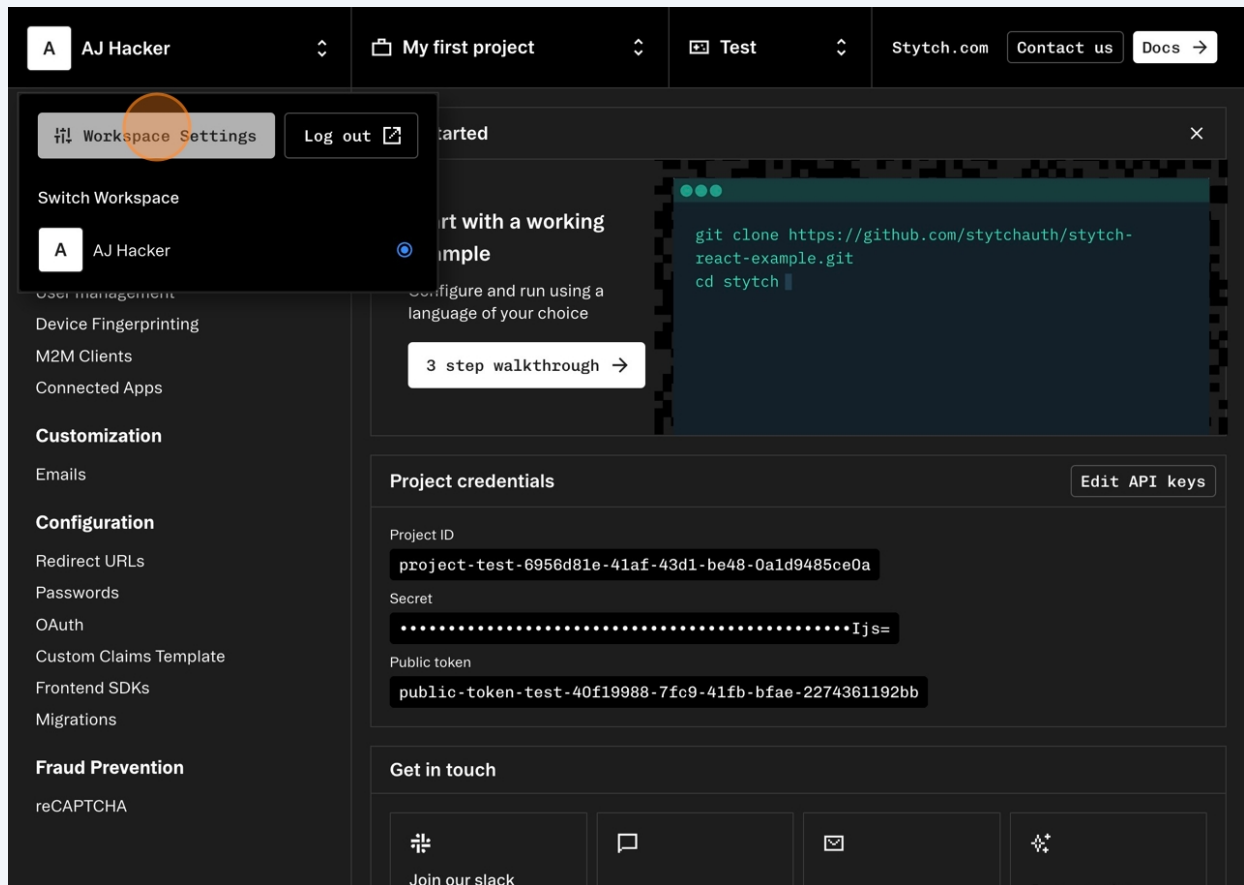 A AJ Hacker
My first project
Test
Stytch.com
Contact us
Docs →
Workspace Settings
Log out
Switch Workspace
A AJ Hacker
User management
Device Fingerprinting
M2M Clients
Connected Apps
Customization
Emails
Configuration
Redirect URLs
Passwords
OAuth
Custom Claims Template
Frontend SDKs
Migrations
Fraud Prevention
reCAPTCHA
tarted
rt with a working
mple
Configure and run using a
language of your choice
3 step walkthrough →
git clone https://github.com/stytchauth/stytch-
react-example.git
cd stytch
Project credentials
Edit API keys
Project ID
project-test-6956d81e-41af-43d1-be48-0a1d9485ce0a
Secret
••••••••••••••••••••••••••••••••••••••••••••••••Ijs=
Public token
public-token-test-40f19988-7fc9-41fb-bfae-2274361192bb
Get in touch
Join our slack